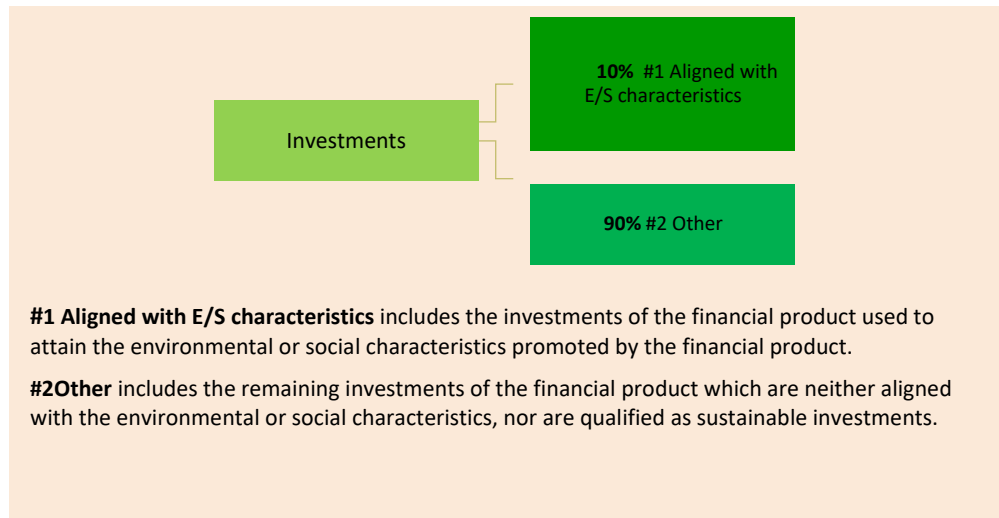 10% #1 Aligned with
E/S characteristics
Investments
90% #2 Other
#1 Aligned with E/S characteristics includes the investments of the financial product used to
attain the environmental or social characteristics promoted by the financial product.
#2Other includes the remaining investments of the financial product which are neither aligned
with the environmental or social characteristics, nor are qualified as sustainable investments.